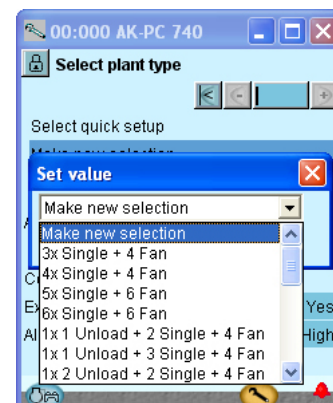 00:000 AK-PC 740
Select plant type
Select quick setup
Set value
Make new selection
Make new selection
3x Single + 4 Fan
4x Single + 4 Fan
5x Single + 6 Fan
6x Single + 6 Fan
1x 1 Unload + 2 Single + 4 Fan
1x 1 Unload + 3 Single + 4 Fan
1x 2 Unload + 2 Single + 4 Fan
Yes
High